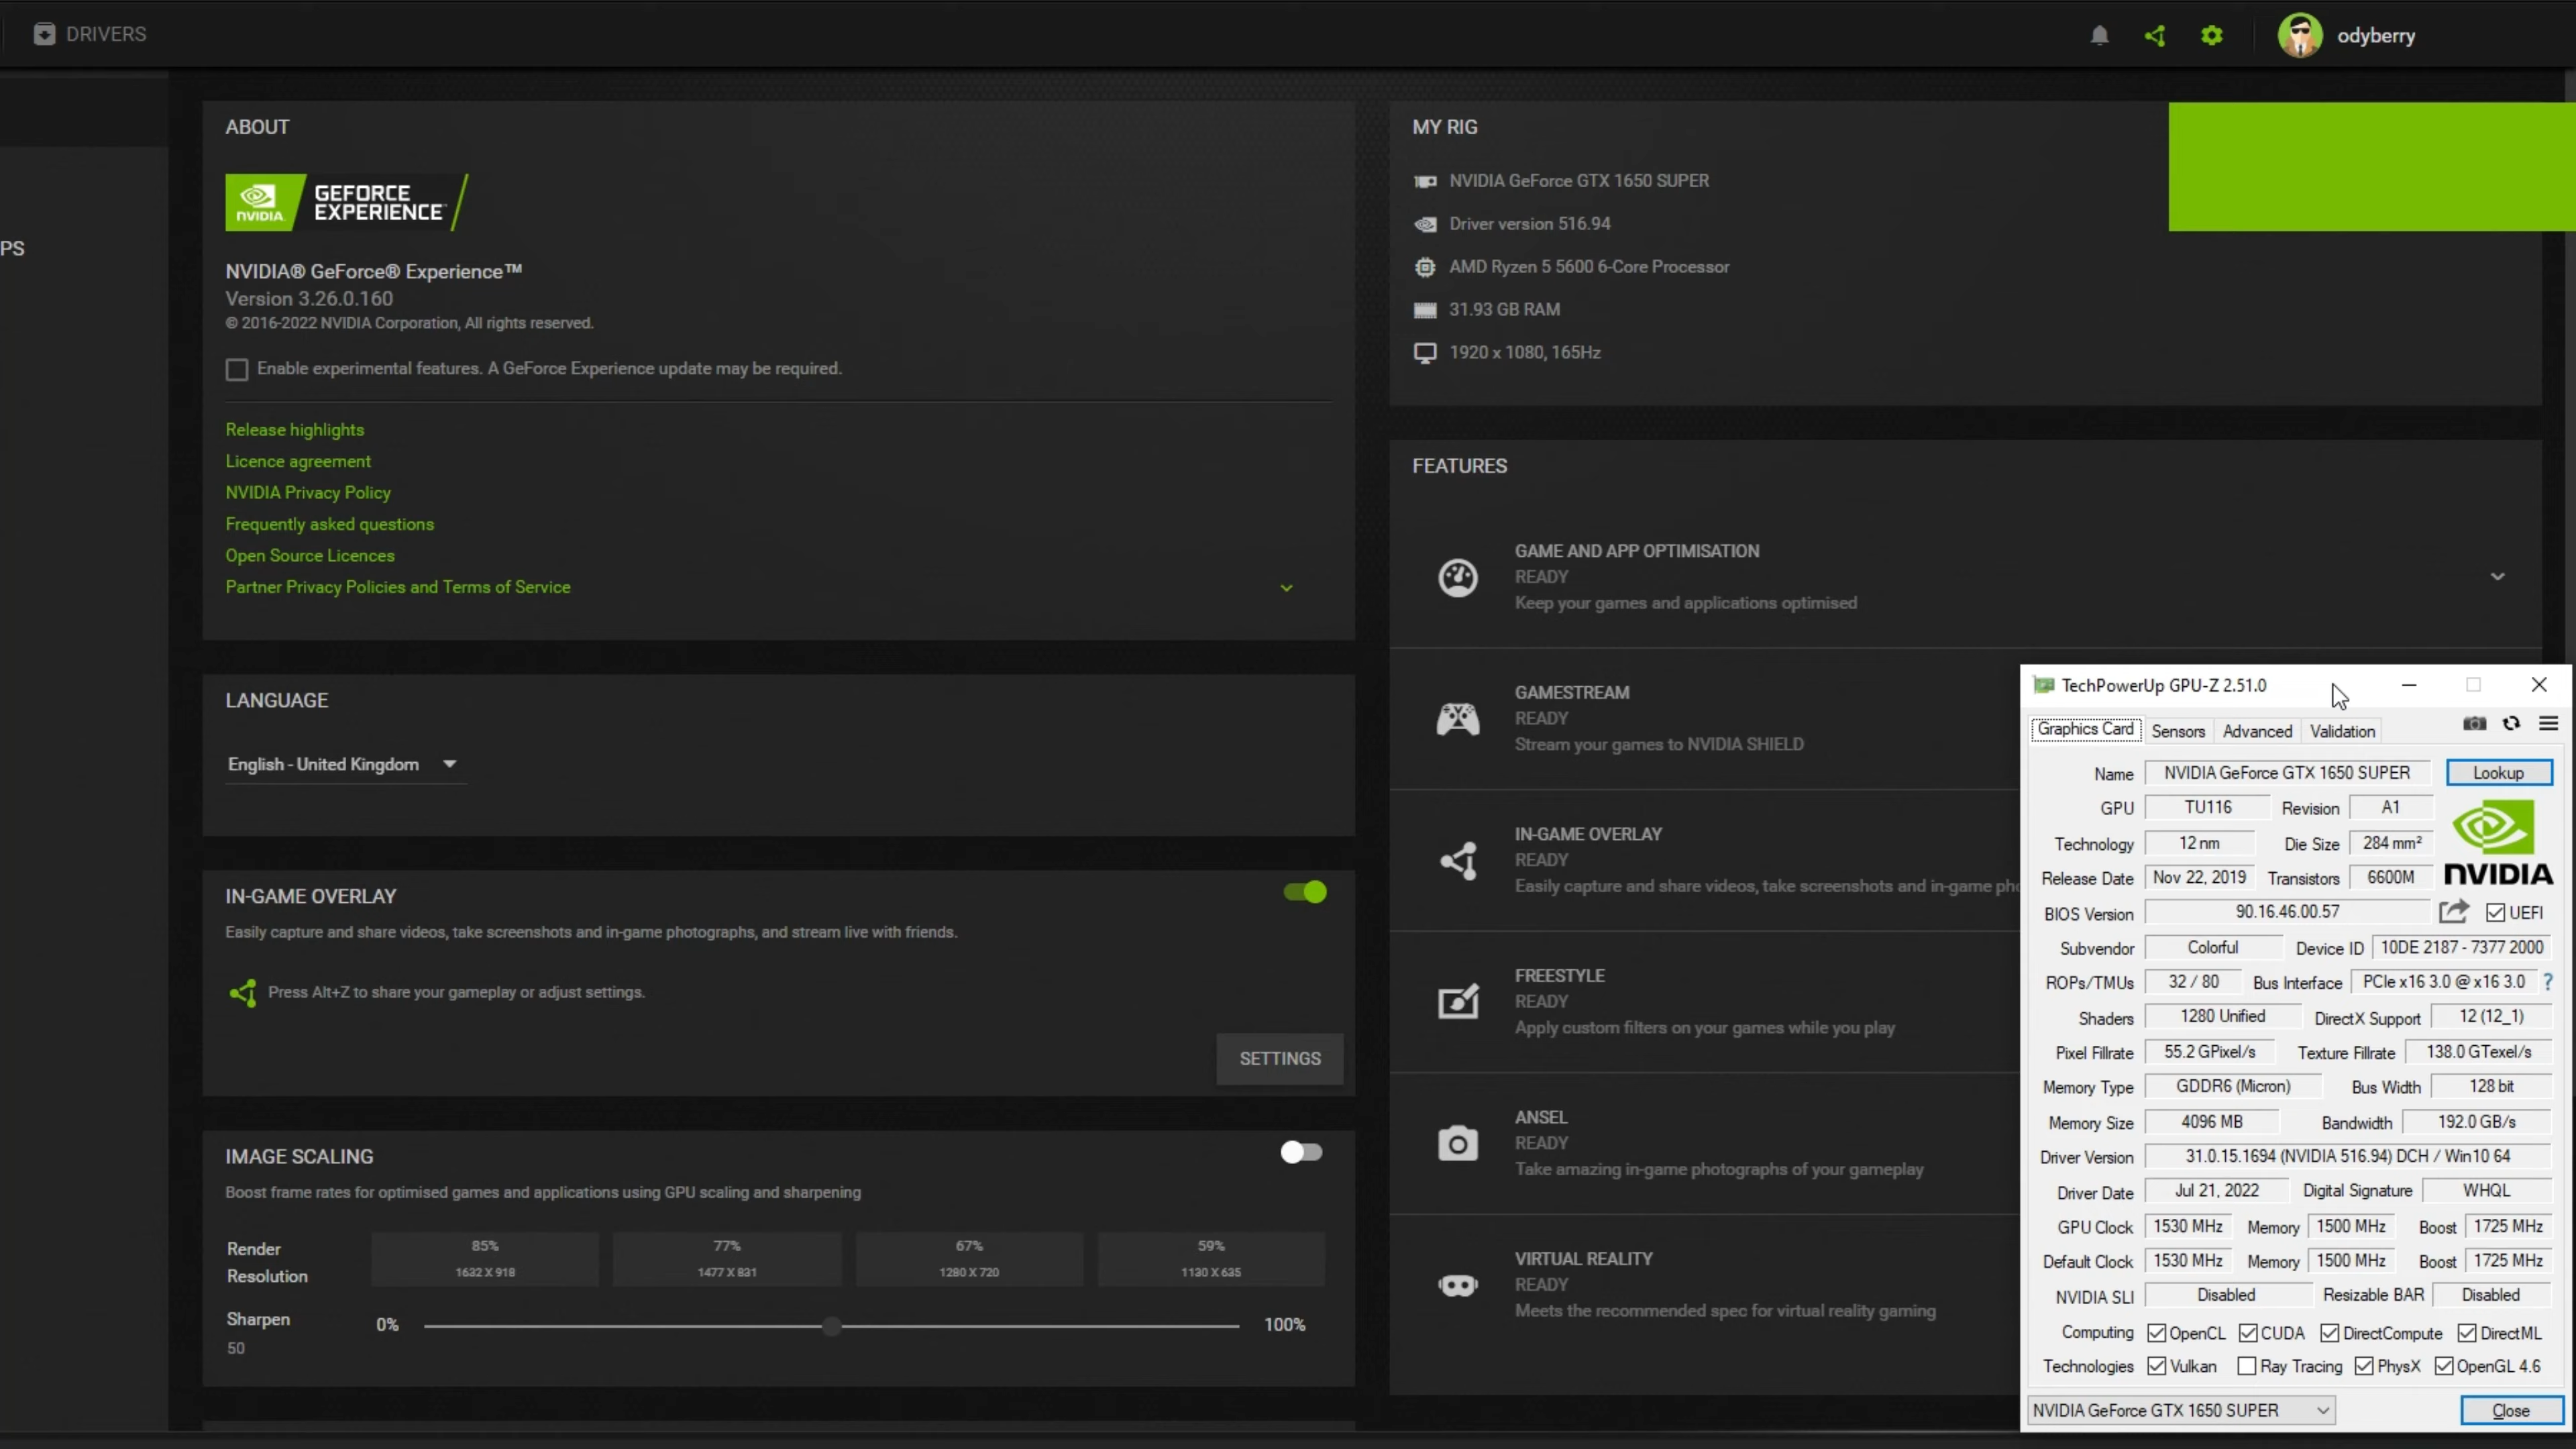 DRIVERS
odyberry
PS
ABOUT
NVIDIA
GEFORCE
EXPERIENCE
NVIDIA® GeForce® Experience™
Version 3.26.0.160
© 2016-2022 NVIDIA Corporation, All rights reserved.
Enable experimental features. A GeForce Experience update may be required.
Release highlights
Licence agreement
NVIDIA Privacy Policy
Frequently asked questions
Open Source Licences
Partner Privacy Policies and Terms of Service
LANGUAGE
English - United Kingdom
IN-GAME OVERLAY
Easily capture and share videos, take screenshots and in-game photographs, and stream live with friends.
Press Alt+Z to share your gameplay or adjust settings.
SETTINGS
IMAGE SCALING
Boost frame rates for optimised games and applications using GPU scaling and sharpening
Render
Resolution
85%
1632 X 918
77%
1477 X 831
67%
1280 X 720
59%
1130 X 635
Sharpen
50
0%
100%
MY RIG
NVIDIA GeForce GTX 1650 SUPER
Driver version 516.94
AMD Ryzen 5 5600 6-Core Processor
31.93 GB RAM
1920 x 1080, 165Hz
FEATURES
GAME AND APP OPTIMISATION
READY
Keep your games and applications optimised
GAMESTREAM
READY
Stream your games to NVIDIA SHIELD
IN-GAME OVERLAY
READY
Easily capture and share videos, take screenshots and in-game pho
FREESTYLE
READY
Apply custom filters on your games while you play
ANSEL
READY
Take amazing in-game photographs of your gameplay
VIRTUAL REALITY
READY
Meets the recommended spec for virtual reality gaming
TechPowerUp GPU-Z 2.51.0
Graphics Card Sensors Advanced Validation
Name NVIDIA GeForce GTX 1650 SUPER Lookup
GPU TU116 Revision A1
Technology 12 nm Die Size 284 mm²
Release Date Nov 22, 2019 Transistors 6600M
NVIDIA
BIOS Version 90.16.46.00.57 UEFI
Subvendor Colorful Device ID 10DE 2187 - 7377 2000
ROPs/TMUs 32 / 80 Bus Interface PCIe x16 3.0 @ x16 3.0 ?
Shaders 1280 Unified DirectX Support 12 (12_1)
Pixel Fillrate 55.2 GPixel/s Texture Fillrate 138.0 GTexel/s
Memory Type GDDR6 (Micron) Bus Width 128 bit
Memory Size 4096 MB Bandwidth 192.0 GB/s
Driver Version 31.0.15.1694 (NVIDIA 516.94) DCH / Win10 64
Driver Date Jul 21, 2022 Digital Signature WHQL
GPU Clock 1530 MHz Memory 1500 MHz Boost 1725 MHz
Default Clock 1530 MHz Memory 1500 MHz Boost 1725 MHz
NVIDIA SLI Disabled Resizable BAR Disabled
Computing OpenCL CUDA DirectCompute DirectML
Technologies Vulkan Ray Tracing PhysX OpenGL 4.6
NVIDIA GeForce GTX 1650 SUPER Close